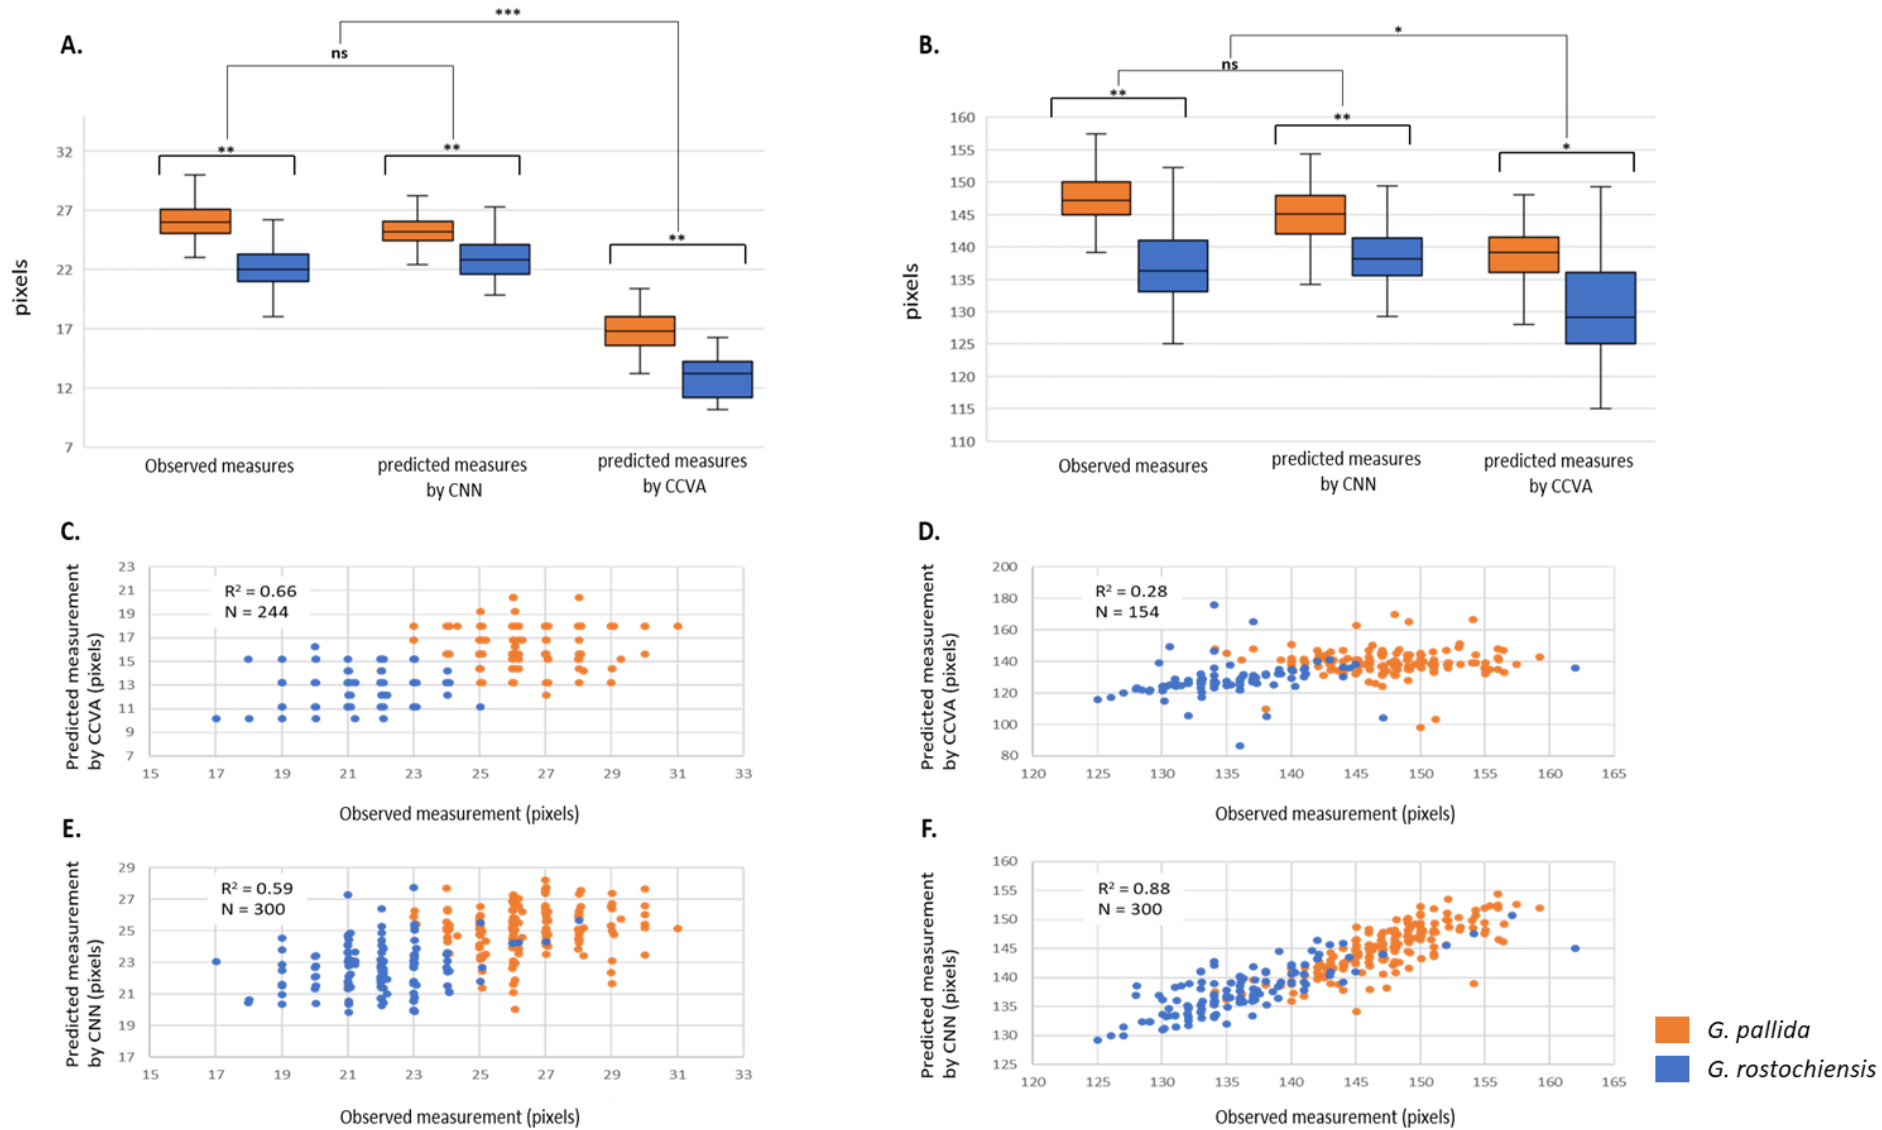 A.
***
ns
**
**
**
32
27
22
17
12
7
pixels
Observed measures
predicted measures
by CNN
predicted measures
by CCVA
B.
*
ns
**
**
*
160
155
150
145
140
135
130
125
120
115
110
pixels
Observed measures
predicted measures
by CNN
predicted measures
by CCVA
C.
Predicted measurement
by CCVA (pixels)
23
21
19
17
15
13
11
9
7
R² = 0.66
N = 244
15 17 19 21 23 25 27 29 31 33
Observed measurement (pixels)
D.
Predicted measurement
by CCVA (pixels)
200
180
160
140
120
100
80
R² = 0.28
N = 154
120 125 130 135 140 145 150 155 160 165
Observed measurement (pixels)
E.
Predicted measurement
by CNN (pixels)
29
27
25
23
21
19
17
R² = 0.59
N = 300
15 17 19 21 23 25 27 29 31 33
Observed measurement (pixels)
F.
Predicted measurement
by CNN (pixels)
160
155
150
145
140
135
130
125
R² = 0.88
N = 300
120 125 130 135 140 145 150 155 160 165
Observed measurement (pixels)
G. pallida
G. rostochiensis